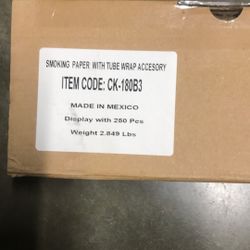 SMOKING PAPER WITH TUBE WRAP ACCESORY
ITEM CODE: CK-180B3
MADE IN MEXICO
Display with 250 Pcs
Weight 2.849 Lbs